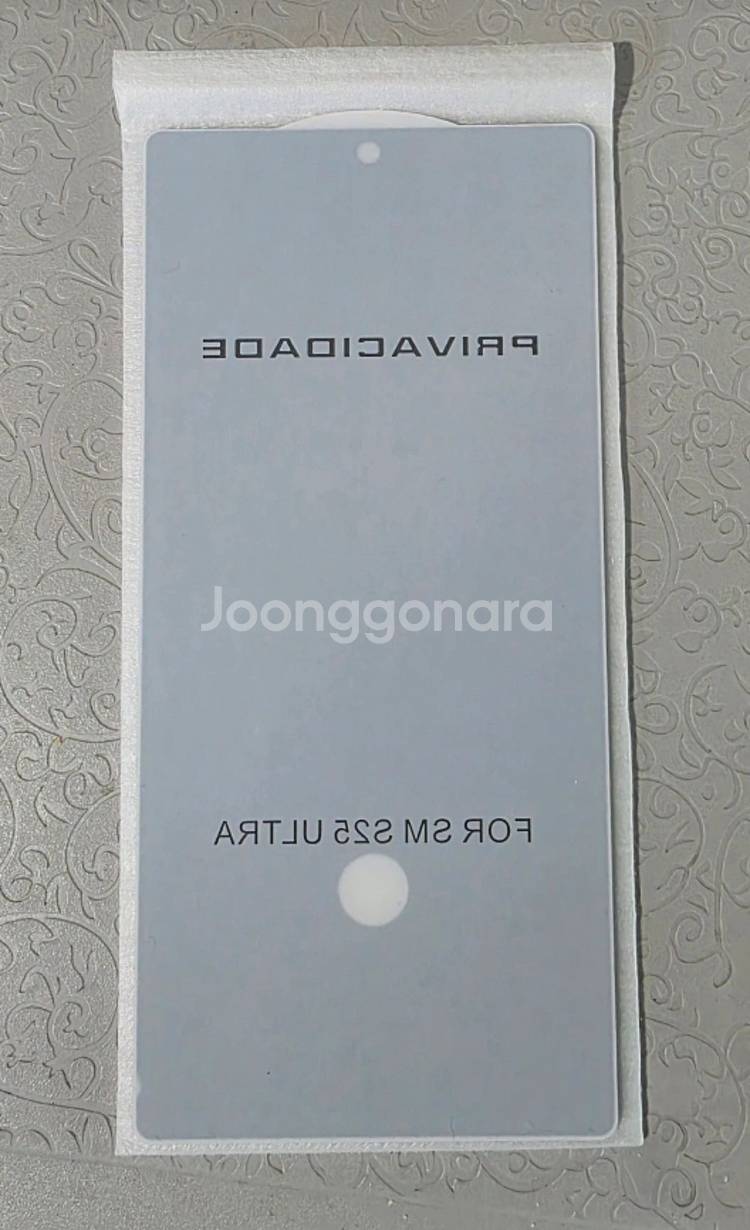 PRIVACIDADE
Joonggonara
FOR SM S25 ULTRA